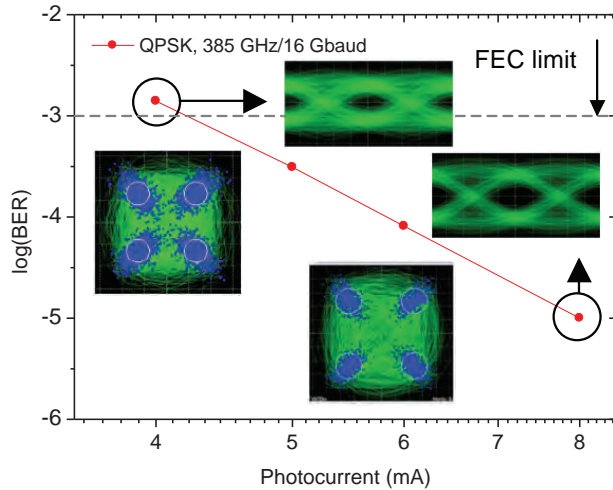 -2
QPSK, 385 GHz/16 Gbaud
FEC limit
-3
-4
-5
-6
log(BER)
4 5 6 7 8
Photocurrent (mA)